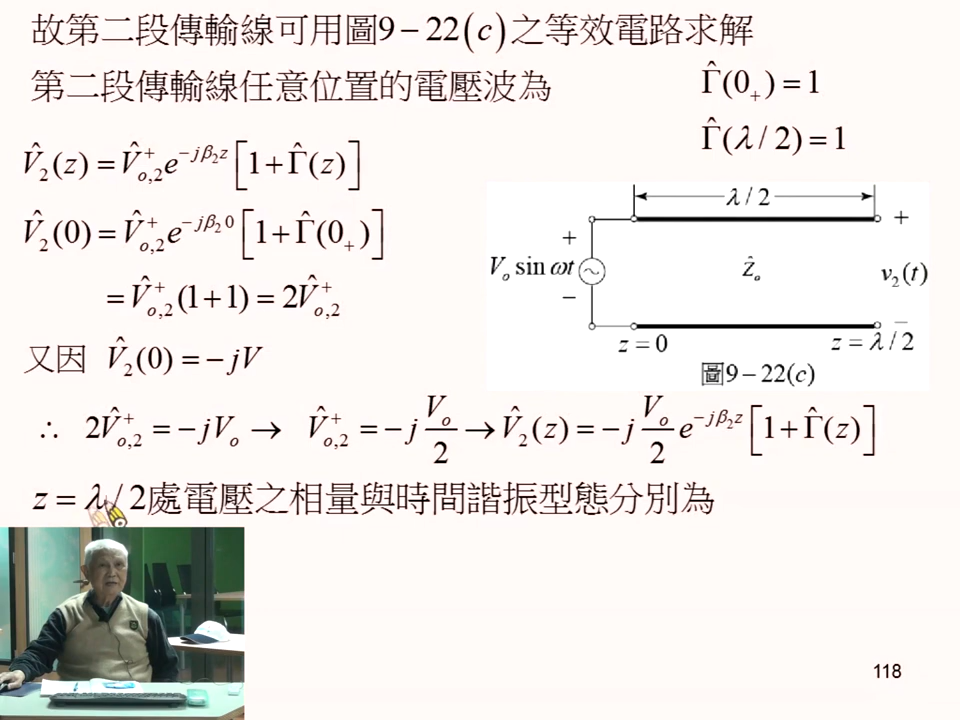 故第二段傳輸線可用圖9－22(c)之等效電路求解
第二段傳輸線任意位置的電壓波為
Γ̂(0₊) = 1
Γ̂(λ/2) = 1
V̂₂(z) = V̂⁺ₒ,₂ e^(−jβ₂z) [1 + Γ̂(z)]
V̂₂(0) = V̂⁺ₒ,₂ e^(−jβ₂0) [1 + Γ̂(0₊)]
= V̂⁺ₒ,₂ (1+1) = 2V̂⁺ₒ,₂
又因 V̂₂(0) = −jV
λ/2
+
+
Vₒ sin ωt
Ẑₒ
v₂(t)
−
−
z = 0
z = λ/2
圖9－22(c)
∴ 2V̂⁺ₒ,₂ = −jVₒ → V̂⁺ₒ,₂ = −j Vₒ/2 → V̂₂(z) = −j Vₒ/2 e^(−jβ₂z) [1 + Γ̂(z)]
z = λ/2處電壓之相量與時間諧振型態分別為
118